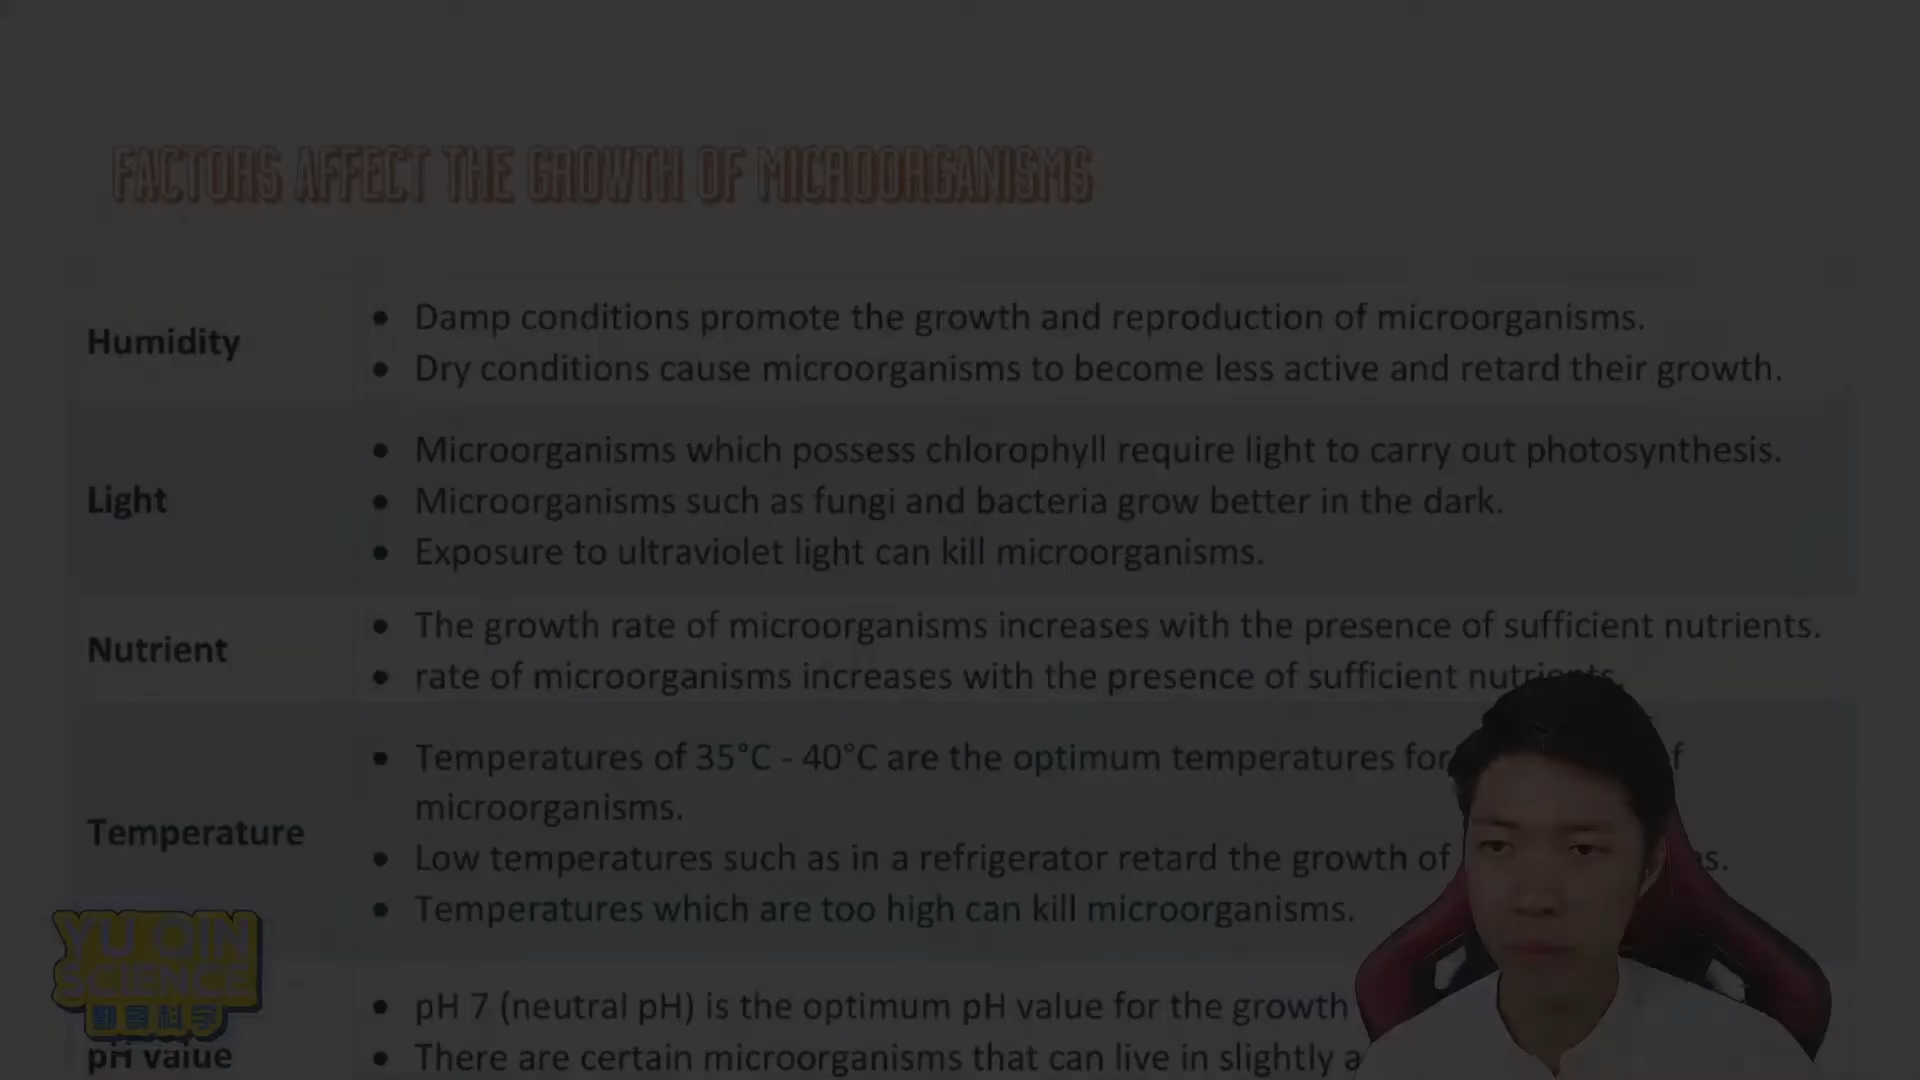 FACTORS AFFECT THE GROWTH OF MICROORGANISMS
Humidity
• Damp conditions promote the growth and reproduction of microorganisms.
• Dry conditions cause microorganisms to become less active and retard their growth.
Light
• Microorganisms which possess chlorophyll require light to carry out photosynthesis.
• Microorganisms such as fungi and bacteria grow better in the dark.
• Exposure to ultraviolet light can kill microorganisms.
Nutrient
• The growth rate of microorganisms increases with the presence of sufficient nutrients.
• rate of microorganisms increases with the presence of sufficient nutrients.
Temperature
• Temperatures of 35°C - 40°C are the optimum temperatures for
microorganisms.
• Low temperatures such as in a refrigerator retard the growth of
• Temperatures which are too high can kill microorganisms.
pH value
• pH 7 (neutral pH) is the optimum pH value for the growth
• There are certain microorganisms that can live in slightly
YU QIN
SCIENCE